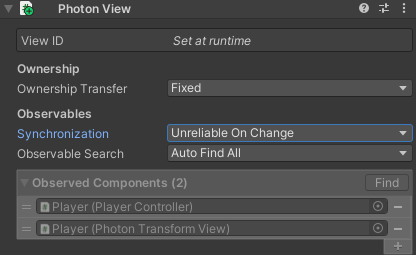 Photon View
View ID Set at runtime
Ownership
Ownership Transfer Fixed
Observables
Synchronization Unreliable On Change
Observable Search Auto Find All
Observed Components (2) Find
Player (Player Controller)
Player (Photon Transform View)